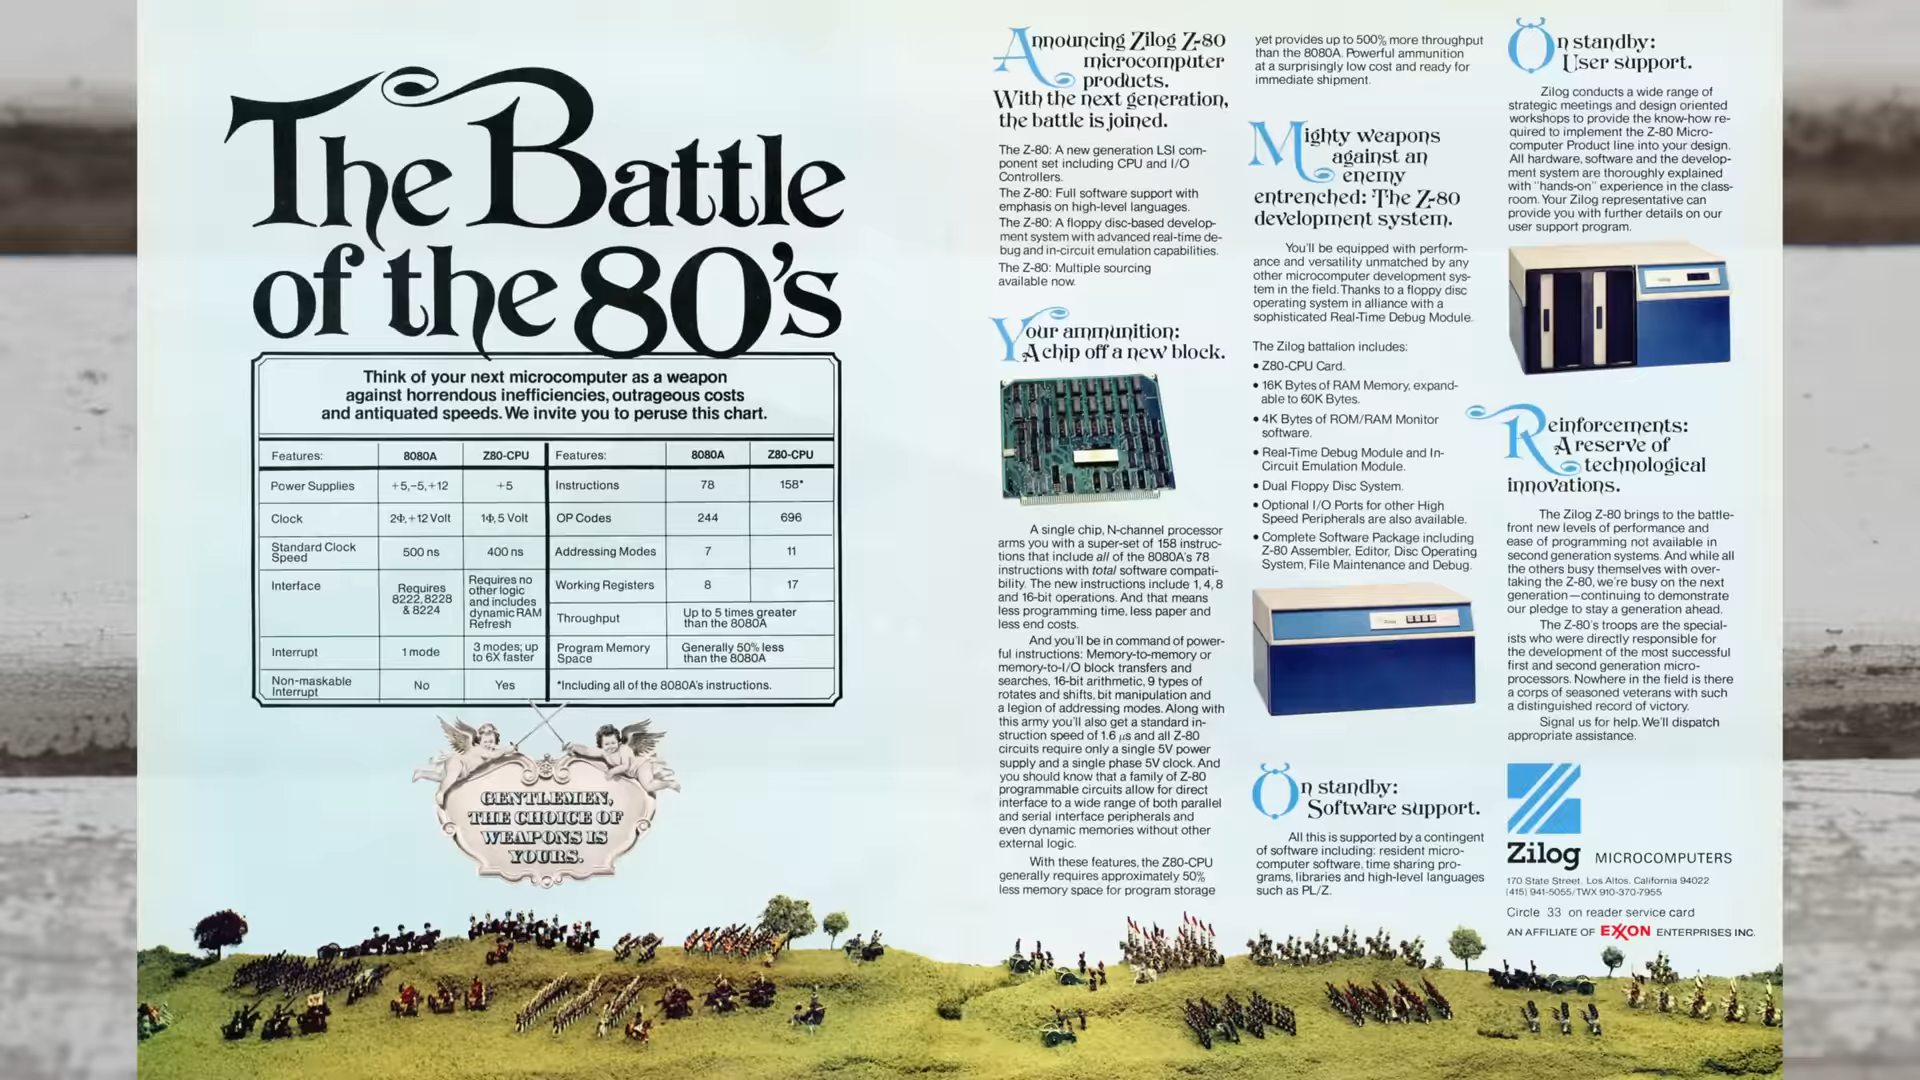 The Battle
of the 80's
Think of your next microcomputer as a weapon
against horrendous inefficiencies, outrageous costs
and antiquated speeds. We invite you to peruse this chart.
Features: 8080A Z80-CPU Features: 8080A Z80-CPU
Power Supplies +5,-5,+12 +5 Instructions 78 158*
Clock 2Φ,+12 Volt 1Φ, 5 Volt OP Codes 244 696
Standard Clock
Speed 500 ns 400 ns Addressing Modes 7 11
Interface Requires
8222, 8228
& 8224 Requires no
other logic
and includes
dynamic RAM
Refresh Working Registers 8 17
Throughput Up to 5 times greater
than the 8080A
Interrupt 1 mode 3 modes; up
to 6X faster Program Memory
Space Generally 50% less
than the 8080A
Non-maskable
Interrupt No Yes *Including all of the 8080A's instructions.
GENTLEMEN,
THE CHOICE OF
WEAPONS IS
YOURS.
Announcing Zilog Z-80
microcomputer
products.
With the next generation,
the battle is joined.
The Z-80: A new generation LSI com-
ponent set including CPU and I/O
Controllers.
The Z-80: Full software support with
emphasis on high-level languages.
The Z-80: A floppy disc-based develop-
ment system with advanced real-time de-
bug and in-circuit emulation capabilities.
The Z-80: Multiple sourcing
available now.
Your ammunition:
A chip off a new block.
A single chip, N-channel processor
arms you with a super-set of 158 instruc-
tions that include all of the 8080A's 78
instructions with total software compati-
bility. The new instructions include 1, 4, 8
and 16-bit operations. And that means
less programming time, less paper and
less end costs.
And you'll be in command of power-
ful instructions: Memory-to-memory or
memory-to-I/O block transfers and
searches, 16-bit arithmetic, 9 types of
rotates and shifts, bit manipulation and
a legion of addressing modes. Along with
this army you'll also get a standard in-
struction speed of 1.6 μs and all Z-80
circuits require only a single 5V power
supply and a single phase 5V clock. And
you should know that a family of Z-80
programmable circuits allow for direct
interface to a wide range of both parallel
and serial interface peripherals and
even dynamic memories without other
external logic.
With these features, the Z80-CPU
generally requires approximately 50%
less memory space for program storage
yet provides up to 500% more throughput
than the 8080A. Powerful ammunition
at a surprisingly low cost and ready for
immediate shipment.
Mighty weapons
against an
enemy
entrenched: The Z-80
development system.
You'll be equipped with perform-
ance and versatility unmatched by any
other microcomputer development sys-
tem in the field. Thanks to a floppy disc
operating system in alliance with a
sophisticated Real-Time Debug Module.
The Zilog battalion includes:
• Z80-CPU Card.
• 16K Bytes of RAM Memory, expand-
able to 60K Bytes.
• 4K Bytes of ROM/RAM Monitor
software.
• Real-Time Debug Module and In-
Circuit Emulation Module.
• Dual Floppy Disc System.
• Optional I/O Ports for other High
Speed Peripherals are also available.
• Complete Software Package including
Z-80 Assembler, Editor, Disc Operating
System, File Maintenance and Debug.
On standby:
Software support.
All this is supported by a contingent
of software including: resident micro-
computer software, time sharing pro-
grams, libraries and high-level languages
such as PL/Z.
On standby:
User support.
Zilog conducts a wide range of
strategic meetings and design oriented
workshops to provide the know-how re-
quired to implement the Z-80 Micro-
computer Product line into your design.
All hardware, software and the develop-
ment system are thoroughly explained
with "hands-on" experience in the class-
room. Your Zilog representative can
provide you with further details on our
user support program.
Reinforcements:
A reserve of
technological
innovations.
The Zilog Z-80 brings to the battle-
front new levels of performance and
ease of programming not available in
second generation systems. And while all
the others busy themselves with over-
taking the Z-80, we're busy on the next
generation—continuing to demonstrate
our pledge to stay a generation ahead.
The Z-80's troops are the special-
ists who were directly responsible for
the development of the most successful
first and second generation micro-
processors. Nowhere in the field is there
a corps of seasoned veterans with such
a distinguished record of victory.
Signal us for help. We'll dispatch
appropriate assistance.
Zilog MICROCOMPUTERS
170 State Street, Los Altos, California 94022
(415) 941-5055/TWX 910-370-7955
Circle 33 on reader service card
AN AFFILIATE OF EXXON ENTERPRISES INC.